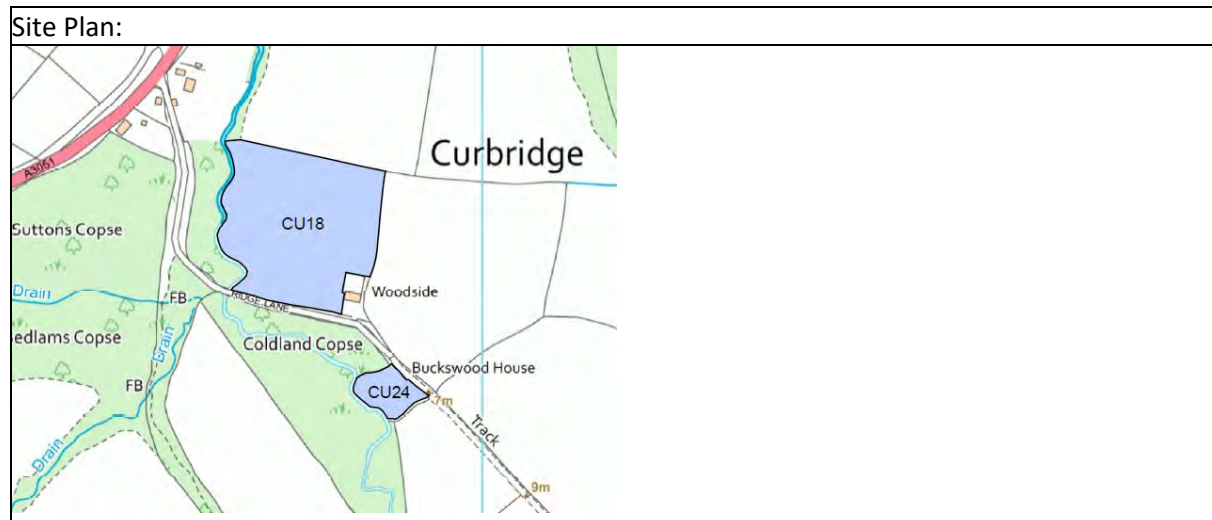 Site Plan:
Curbridge
A3051
CU18
Suttons Copse
Woodside
Drain
FB
RIDGE LANE
edlams Copse
Drain
Coldland Copse
Buckswood House
FB
CU24
7m
Track
Drain
9m